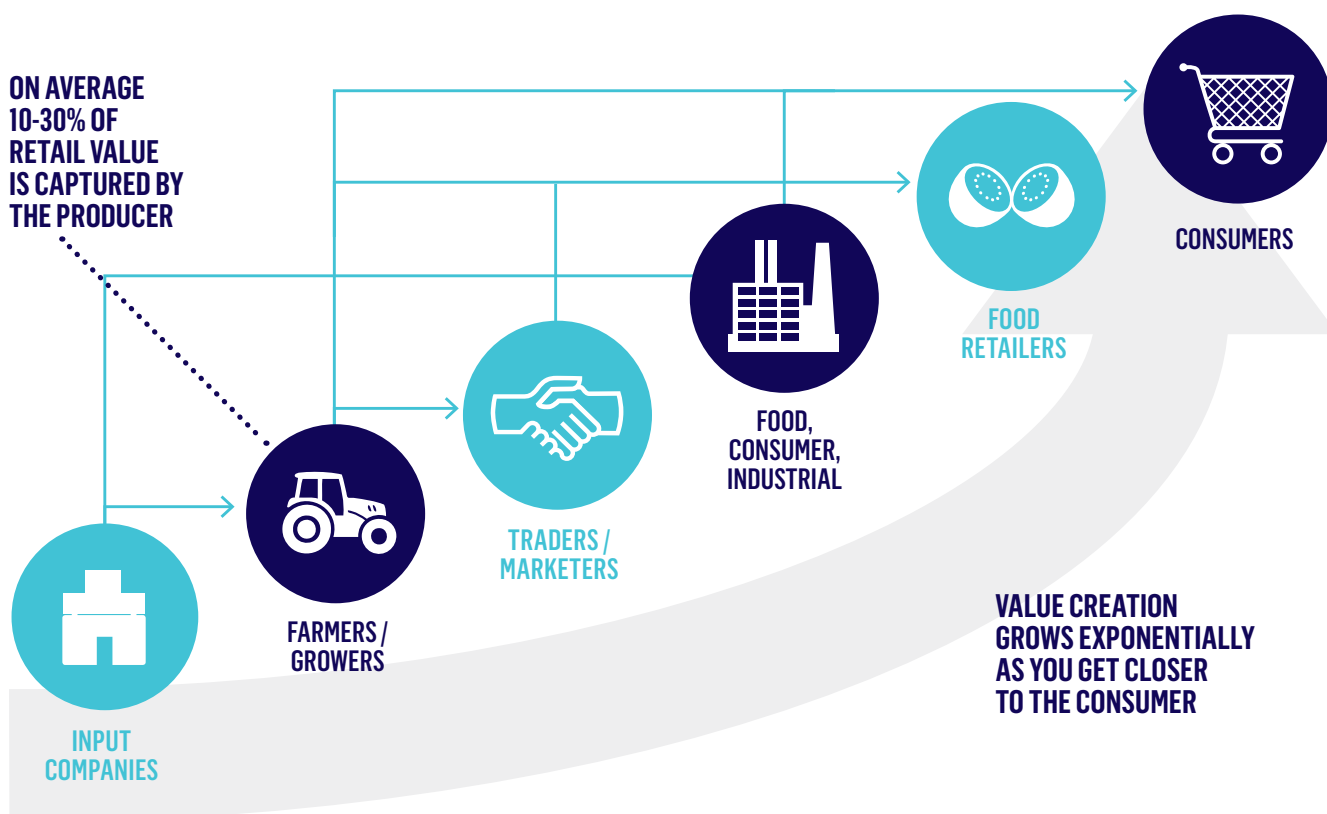 ON AVERAGE
10-30% OF
RETAIL VALUE
IS CAPTURED BY
THE PRODUCER
CONSUMERS
FOOD
RETAILERS
FOOD,
CONSUMER,
INDUSTRIAL
TRADERS /
MARKETERS
FARMERS /
GROWERS
INPUT
COMPANIES
VALUE CREATION
GROWS EXPONENTIALLY
AS YOU GET CLOSER
TO THE CONSUMER